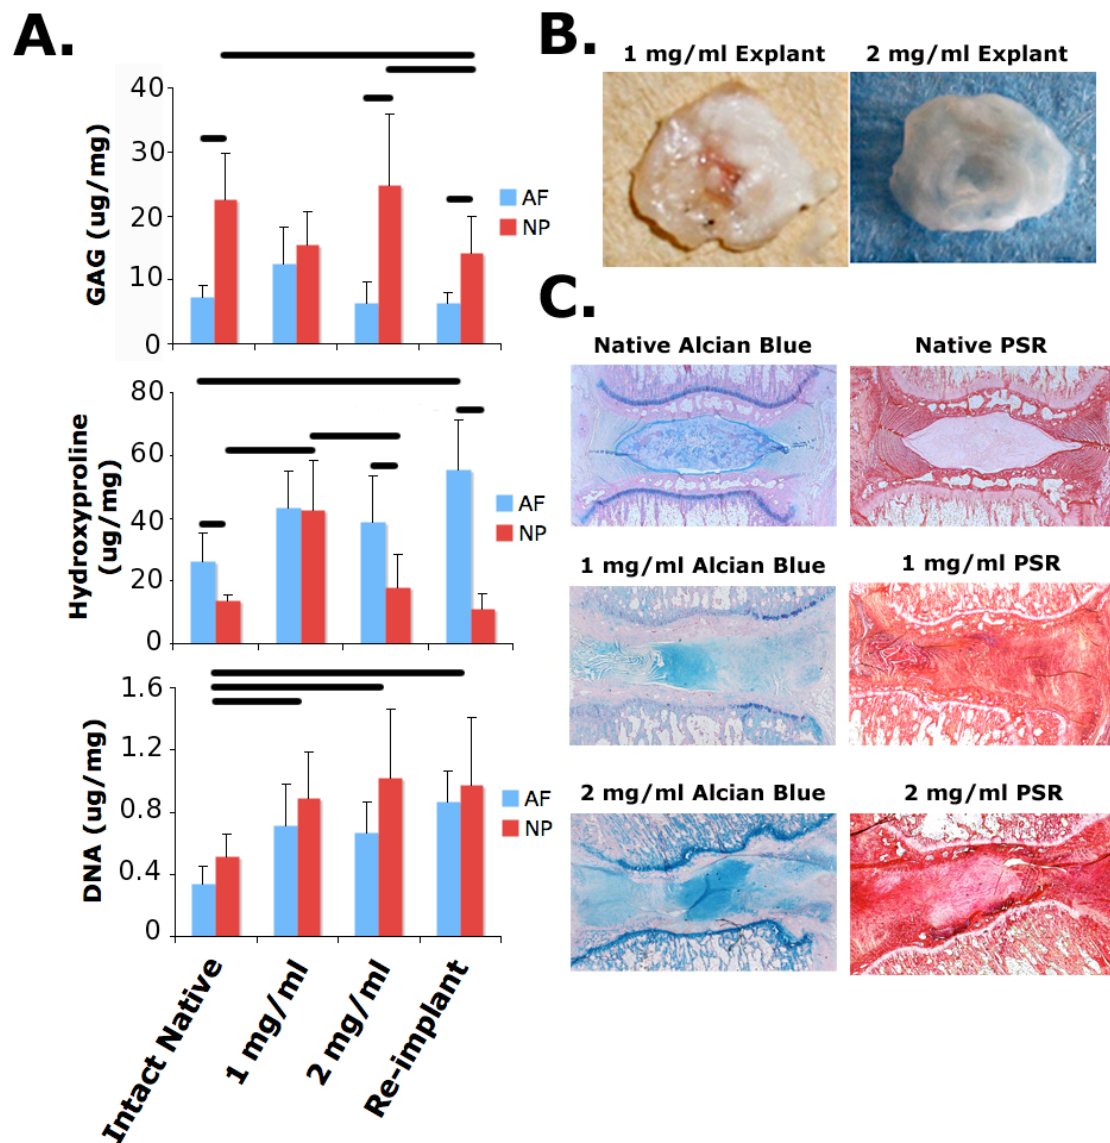 A.
40
30
20
10
0
GAG (ug/mg)
AF
NP
80
60
40
20
0
Hydroxyproline
(ug/mg)
AF
NP
1.6
1.2
0.8
0.4
0
DNA (ug/mg)
AF
NP
Intact Native
1 mg/ml
2 mg/ml
Re-implant
B.
1 mg/ml Explant
2 mg/ml Explant
C.
Native Alcian Blue
Native PSR
1 mg/ml Alcian Blue
1 mg/ml PSR
2 mg/ml Alcian Blue
2 mg/ml PSR